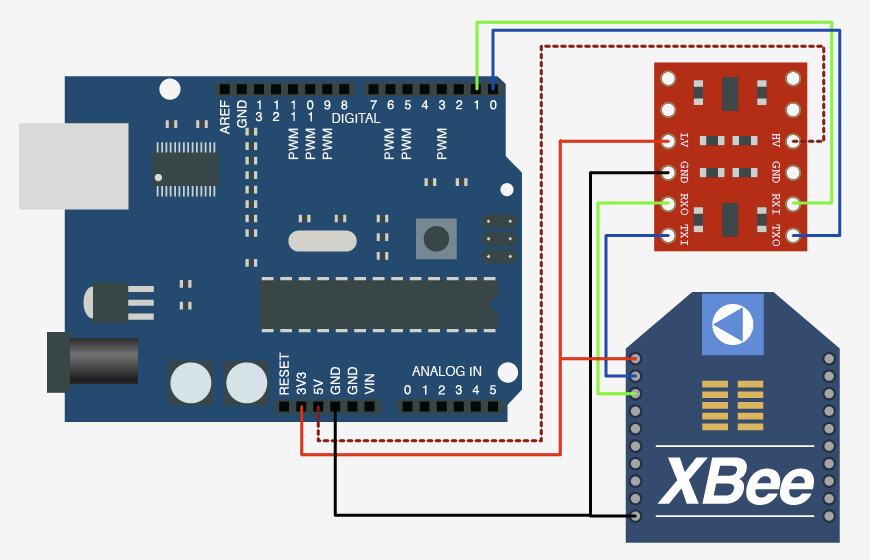 AREF
GND
13
12
11
10
9
8
7
6
5
4
3
2
1
0
DIGITAL
PWM
PWM
PWM
PWM
PWM
PWM
LV
GND
RXO
TXI
HV
GND
RXI
TXO
RESET
3V3
5V
GND
GND
VIN
ANALOG IN
0 1 2 3 4 5
XBee